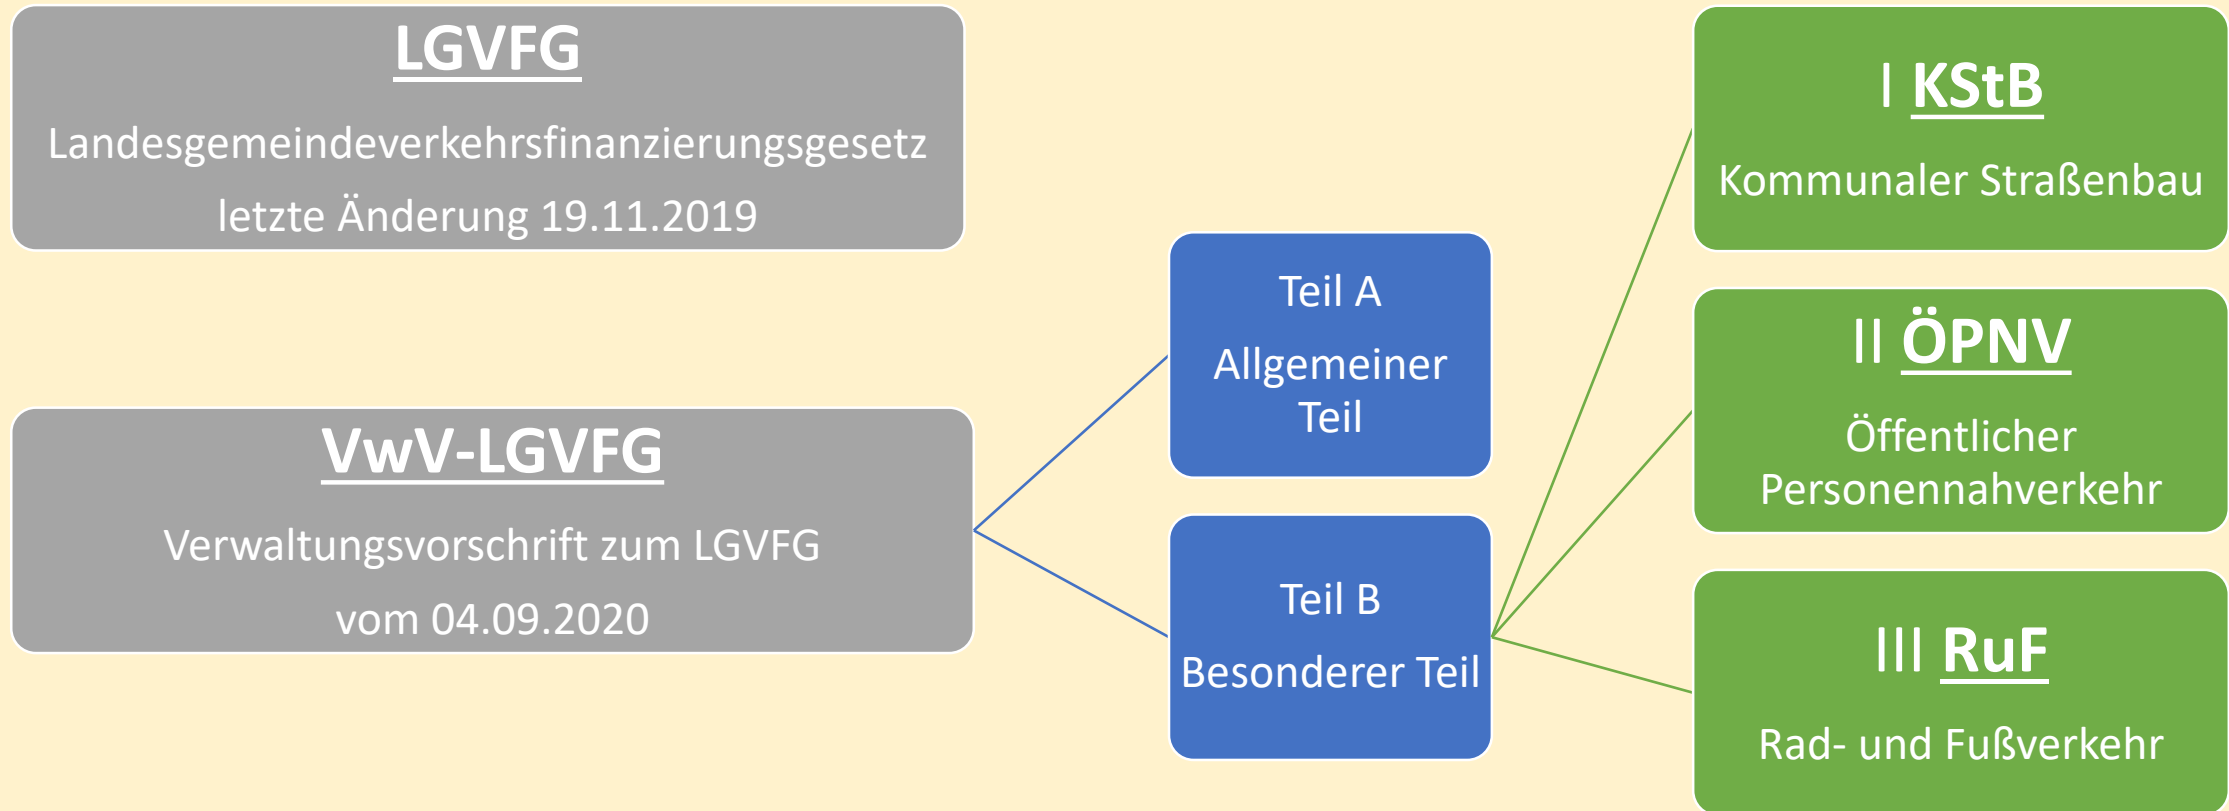 LGVFG
Landesgemeindeverkehrsfinanzierungsgesetz
letzte Änderung 19.11.2019
VwV-LGVFG
Verwaltungsvorschrift zum LGVFG
vom 04.09.2020
Teil A
Allgemeiner
Teil
Teil B
Besonderer Teil
I KStB
Kommunaler Straßenbau
II ÖPNV
Öffentlicher
Personennahverkehr
III RuF
Rad- und Fußverkehr